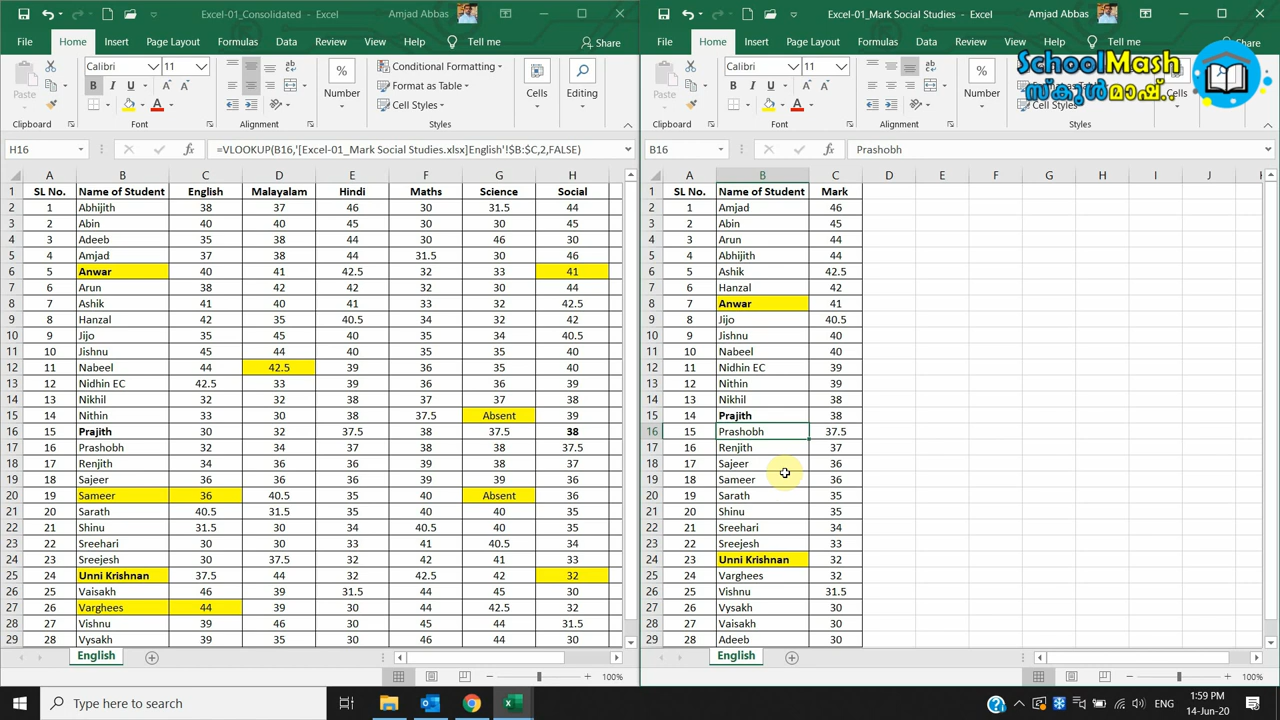 Excel-01_Consolidated - Excel Amjad Abbas
File Home Insert Page Layout Formulas Data Review View Help Tell me Share
Calibri 11
Paste
B I U
A A
Number
%
Conditional Formatting
Format as Table
Cell Styles
Cells
Editing
Clipboard Font Alignment Styles
H16 fx =VLOOKUP(B16,'[Excel-01_Mark Social Studies.xlsx]English'!$B:$C,2,FALSE)
A B C D E F G H
1 SL No. Name of Student English Malayalam Hindi Maths Science Social
2 1 Abhijith 38 37 46 30 31.5 44
3 2 Abin 40 40 45 30 30 45
4 3 Adeeb 35 38 44 30 46 30
5 4 Amjad 37 38 44 31.5 30 46
6 5 Anwar 40 41 42.5 32 33 41
7 6 Arun 38 42 42 32 30 44
8 7 Ashik 41 40 41 33 32 42.5
9 8 Hanzal 42 35 40.5 34 32 42
10 9 Jijo 35 45 40 34 34 40.5
11 10 Jishnu 45 44 40 35 35 40
12 11 Nabeel 44 42.5 39 36 35 40
13 12 Nidhin EC 42.5 33 39 36 36 39
14 13 Nikhil 32 32 38 37 37 38
15 14 Nithin 33 30 38 37.5 Absent 39
16 15 Prajith 30 32 37.5 38 37.5 38
17 16 Prashobh 32 34 37 38 38 37.5
18 17 Renjith 34 36 36 39 38 37
19 18 Sajeer 36 36 36 39 39 36
20 19 Sameer 36 40.5 35 40 Absent 36
21 20 Sarath 40.5 31.5 35 40 40 35
22 21 Shinu 31.5 30 34 40.5 40 35
23 22 Sreehari 30 30 33 41 40.5 34
24 23 Sreejesh 30 37.5 32 42 41 33
25 24 Unni Krishnan 37.5 44 32 42.5 42 32
26 25 Vaisakh 46 39 31.5 44 45 30
27 26 Varghees 44 39 30 44 42.5 32
28 27 Vishnu 39 46 30 45 44 31.5
29 28 Vysakh 39 35 30 46 44 30
English
100%
Excel-01_Mark Social Studies - Excel Amjad Abbas
File Home Insert Page Layout Formulas Data Review View Help Tell me Share
SchoolMash
സ്കൂൾമാഷ്..
Calibri 11
Paste
B I U
A A
Number
%
Conditional Formatting
Format as Table
Cell Styles
Cells
Clipboard Font Alignment Styles
B16 fx Prashobh
A B C D E F G H I J
1 SL No. Name of Student Mark
2 1 Amjad 46
3 2 Abin 45
4 3 Arun 44
5 4 Abhijith 44
6 5 Ashik 42.5
7 6 Hanzal 42
8 7 Anwar 41
9 8 Jijo 40.5
10 9 Jishnu 40
11 10 Nabeel 40
12 11 Nidhin EC 39
13 12 Nithin 39
14 13 Nikhil 38
15 14 Prajith 38
16 15 Prashobh 37.5
17 16 Renjith 37
18 17 Sajeer 36
19 18 Sameer 36
20 19 Sarath 35
21 20 Shinu 35
22 21 Sreehari 34
23 22 Sreejesh 33
24 23 Unni Krishnan 32
25 24 Varghees 32
26 25 Vishnu 31.5
27 26 Vysakh 30
28 27 Vaisakh 30
29 28 Adeeb 30
English
100%
Type here to search
ENG
1:59 PM
14-Jun-20